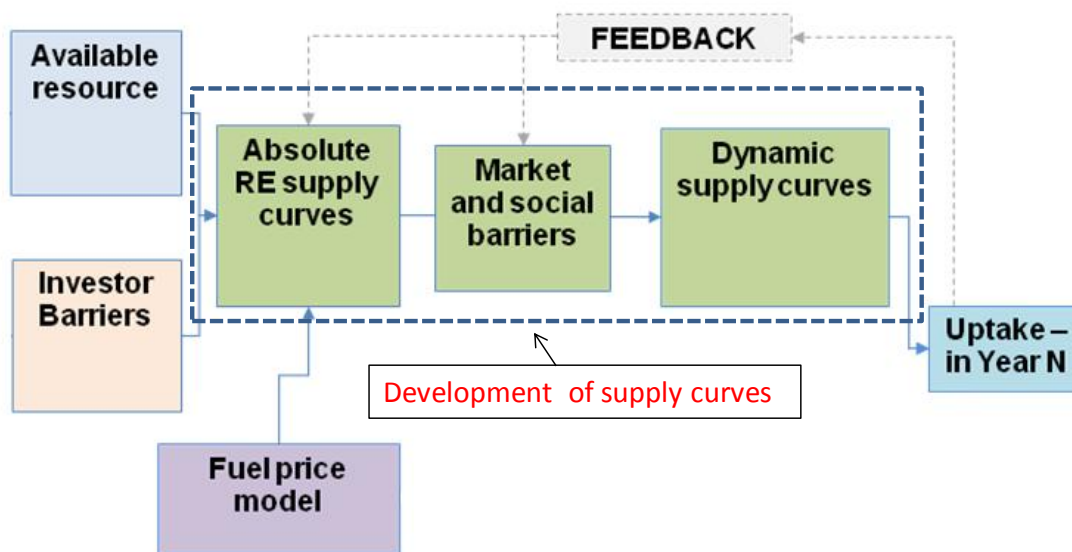 FEEDBACK
Available
resource
Absolute
RE supply
curves
Market
and social
barriers
Dynamic
supply curves
Investor
Barriers
Uptake –
in Year N
Development of supply curves
Fuel price
model